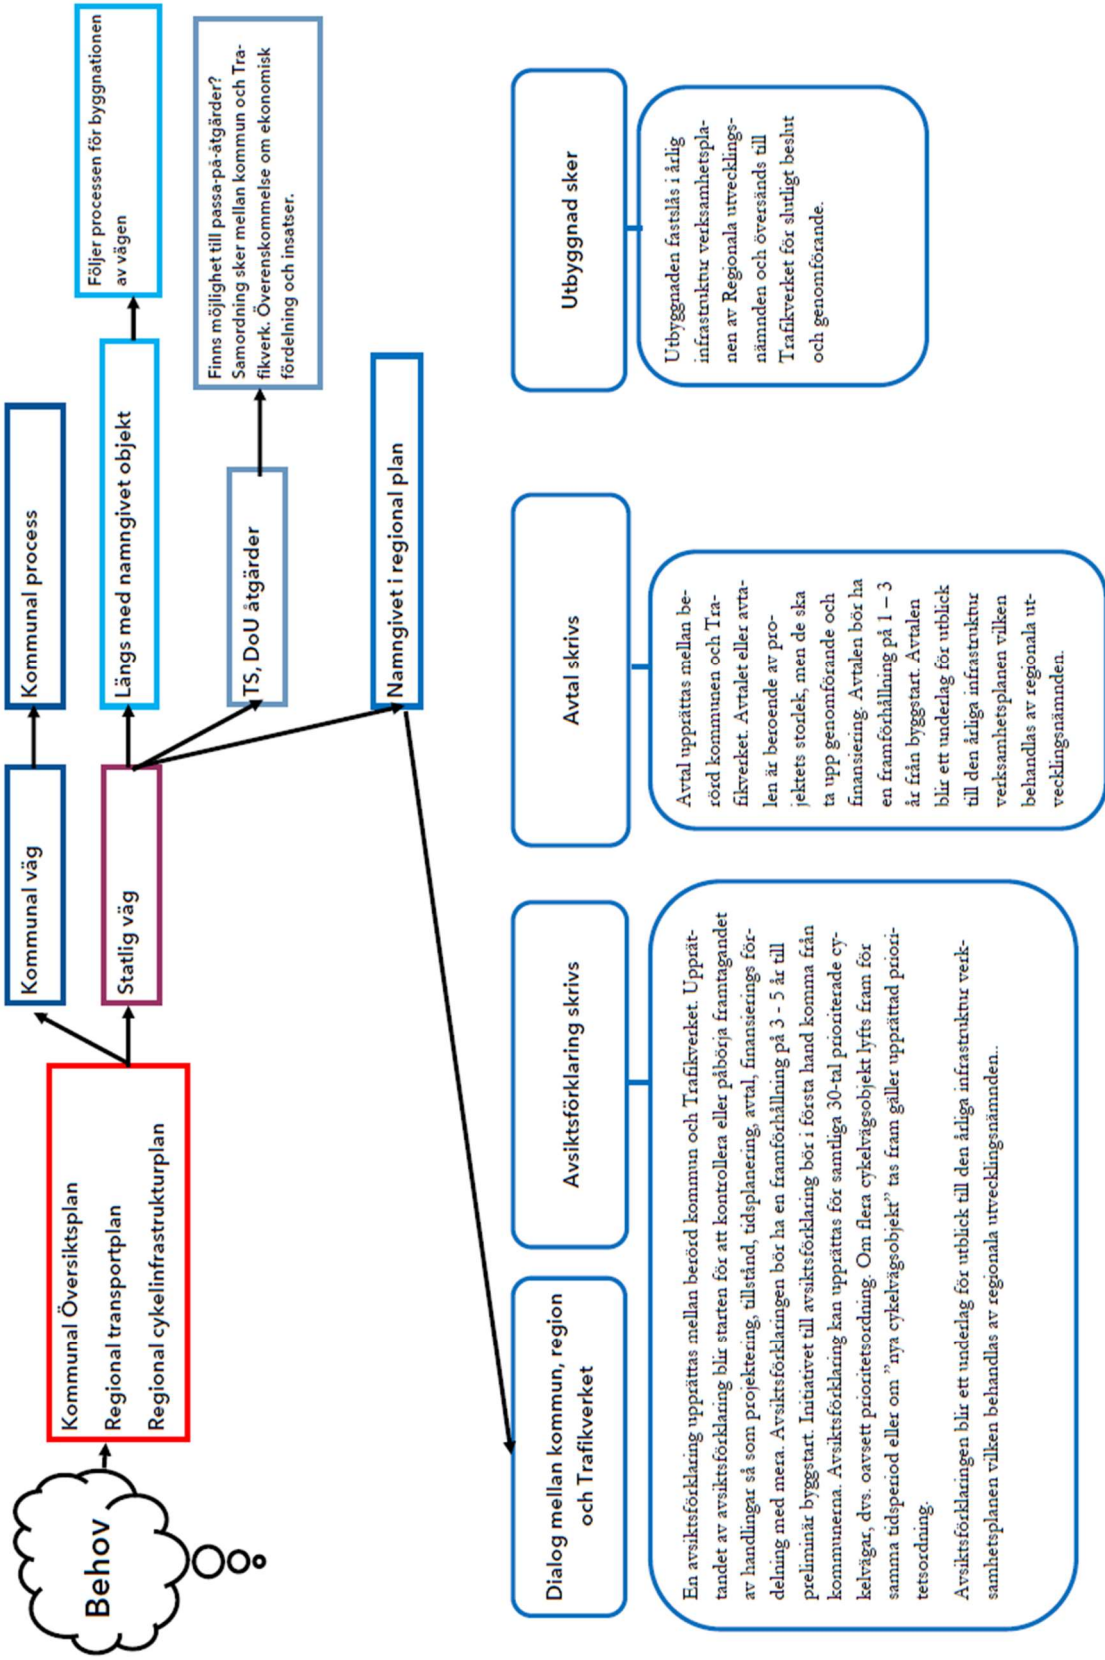 Behov
Kommunal Översiktsplan
Regional transportplan
Regional cykelinfrastrukturplan
Kommunal väg
Kommunal process
Statlig väg
Längs med namngivet objekt
Följer processen för byggnationen
av vägen
TS, DoU åtgärder
Finns möjlighet till passa-på-åtgärder?
Samordning sker mellan kommun och Tra-
fikverk. Överenskommelse om ekonomisk
fördelning och insatser.
Namngivet i regional plan
Dialog mellan kommun, region
och Trafikverket
Avsiktsförklaring skrivs
En avsiktsförklaring upprättas mellan berörd kommun och Trafikverket. Upprät-
tandet av avsiktsförklaring blir starten för att kontrollera eller påbörja framtagandet
av handlingar så som projektering, tillstånd, tidsplanering, avtal, finansierings för-
delning med mera. Avsiktsförklaringen bör ha en framförhållning på 3 - 5 år till
preliminär byggstart. Initiativet till avsiktsförklaring bör i första hand komma från
kommunerna. Avsiktsförklaring kan upprättas för samtliga 30-tal prioriterade cy-
kelvägar, dvs. oavsett prioritetsordning. Om flera cykelvägsobjekt lyfts fram för
samma tidsperiod eller om ”nya cykelvägsobjekt” tas fram gäller upprättad priori-
tetsordning.
Avsiktsförklaringen blir ett underlag för utblick till den årliga infrastruktur verk-
samhetsplanen vilken behandlas av regionala utvecklingsnämnden..
Avtal skrivs
Avtal upprättas mellan be-
rörd kommunen och Tra-
fikverket. Avtalet eller avta-
len är beroende av pro-
jektets storlek, men de ska
ta upp genomförande och
finansiering. Avtalen bör ha
en framförhållning på 1 – 3
år från byggstart. Avtalen
blir ett underlag för utblick
till den årliga infrastruktur
verksamhetsplanen vilken
behandlas av regionala ut-
vecklingsnämnden.
Utbyggnad sker
Utbyggnaden fastslås i årlig
infrastruktur verksamhetspla-
nen av Regionala utvecklings-
nämnden och översänds till
Trafikverket för slutligt beslut
och genomförande.